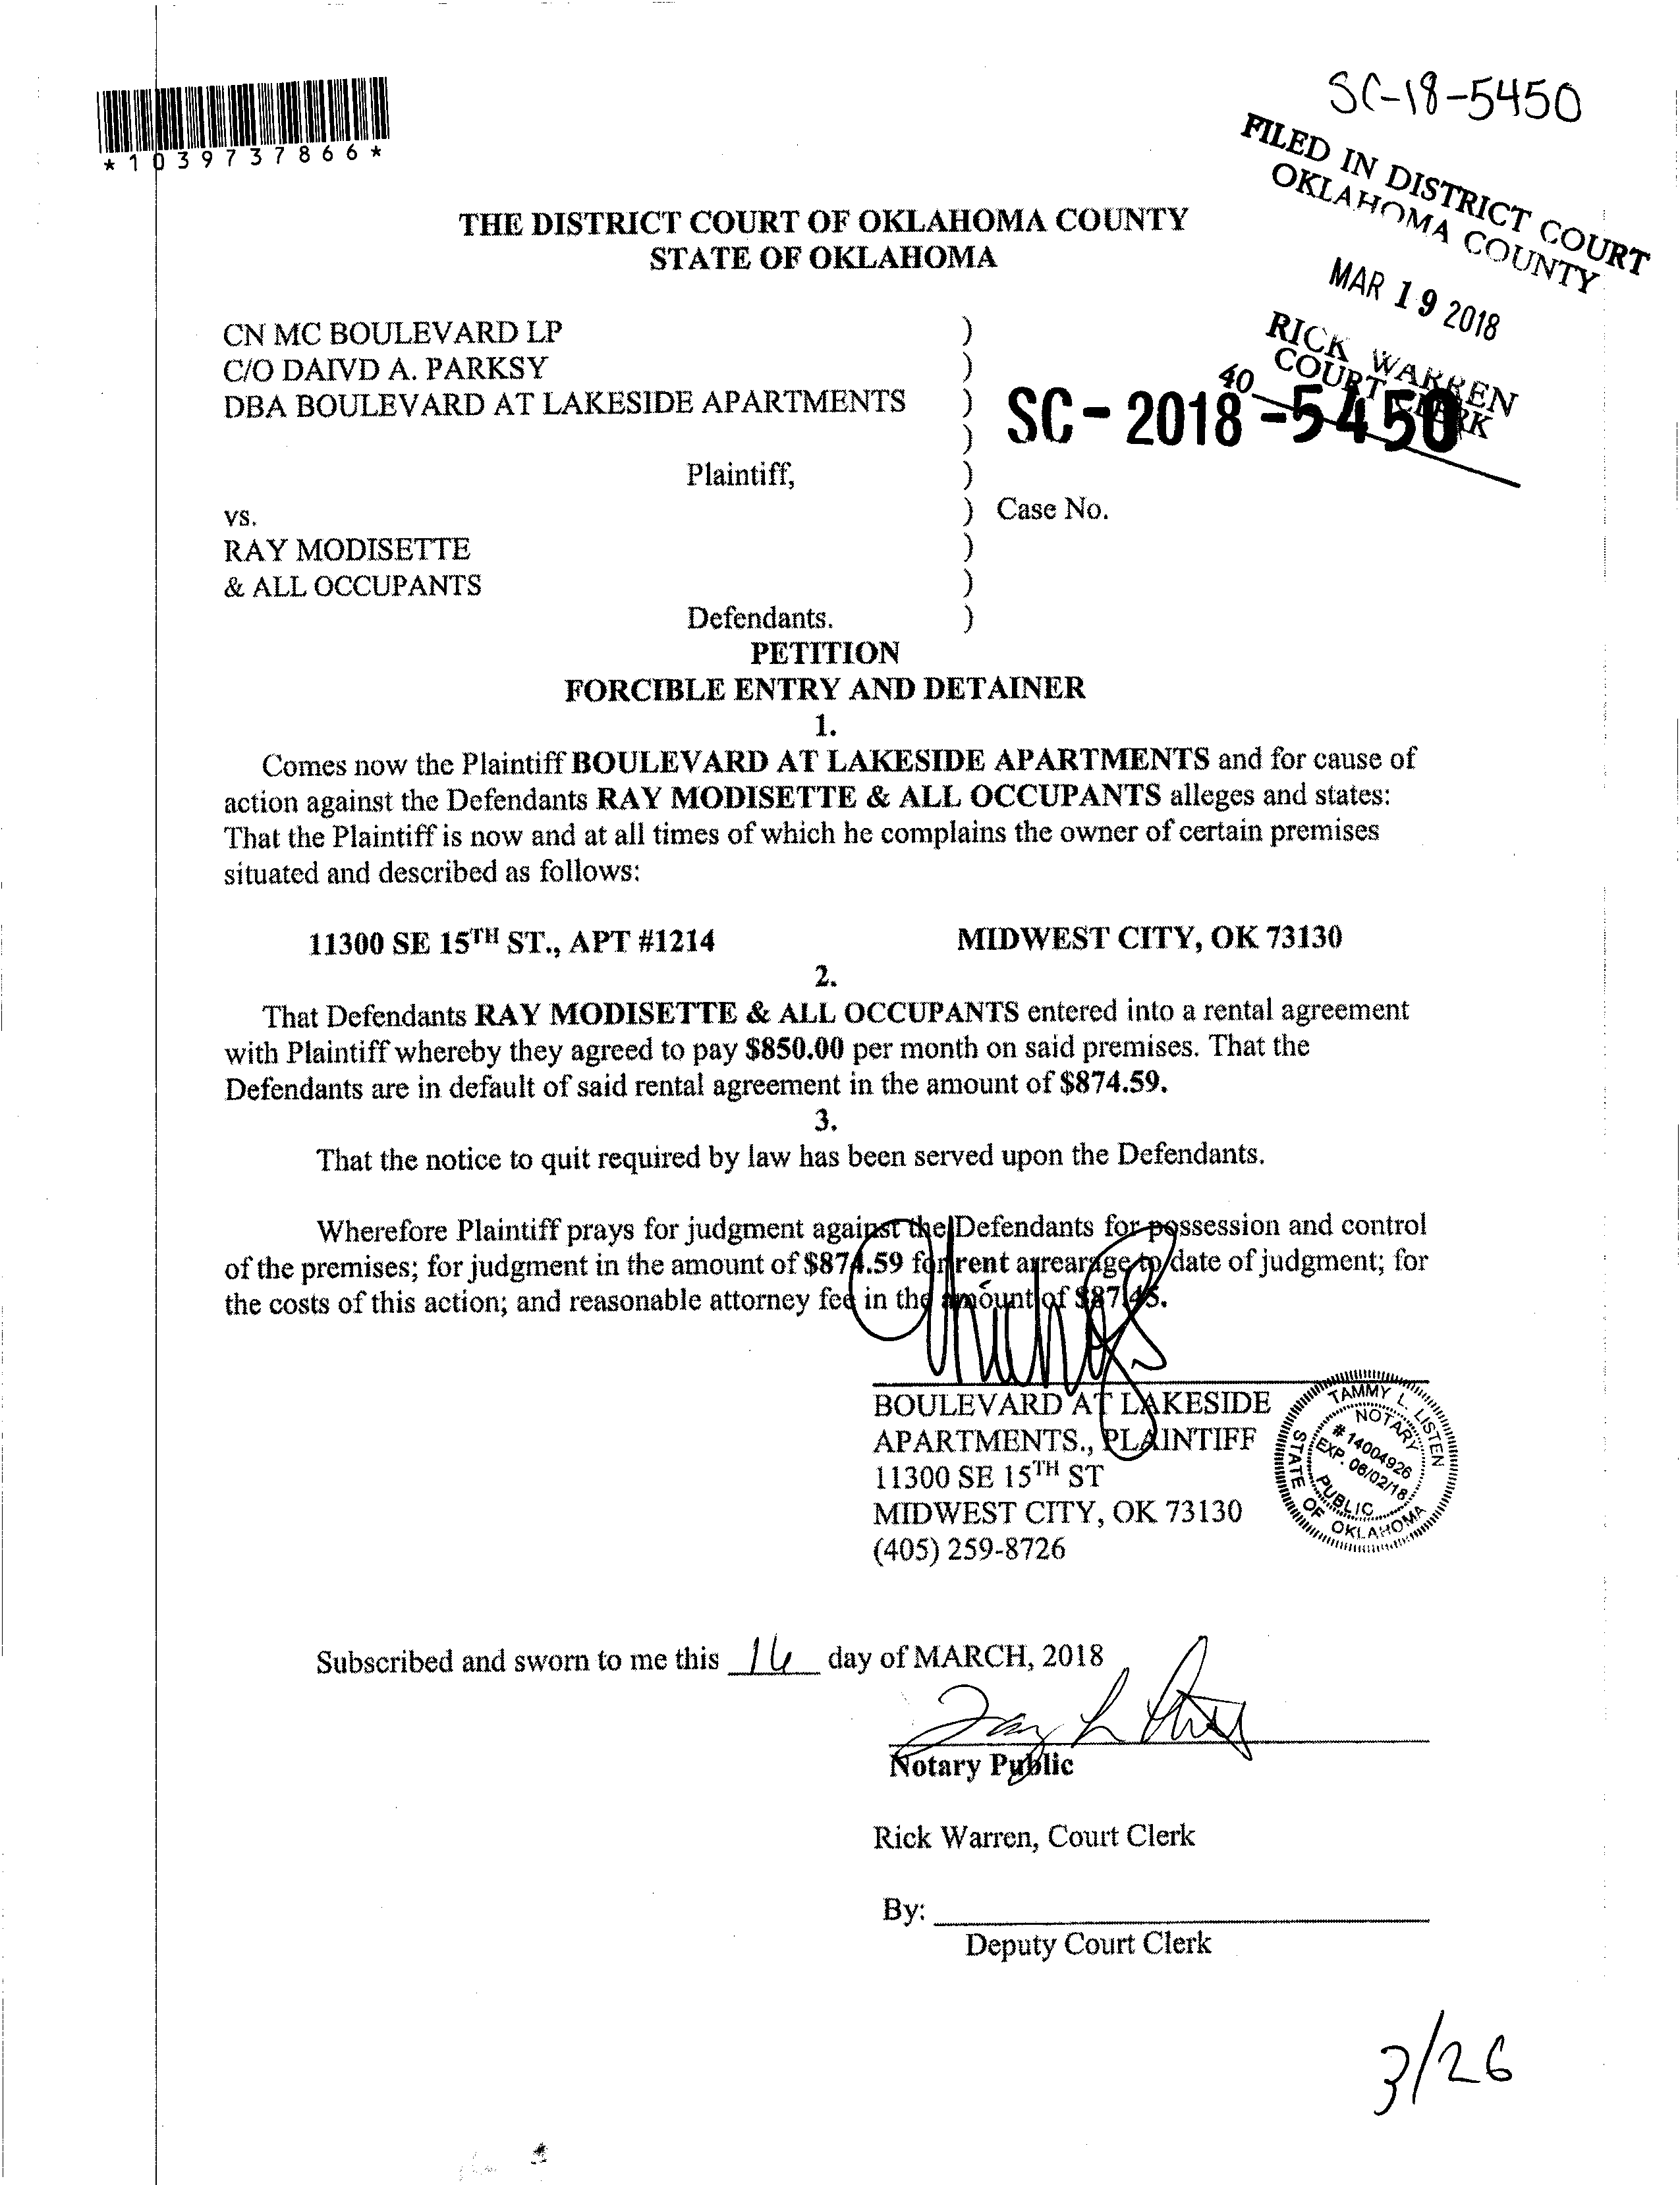 SC-18-5450
*1039737866*
FILED IN DISTRICT COURT
OKLAHOMA COUNTY
MAR 19 2018
RICK WARREN
COURT CLERK
40
THE DISTRICT COURT OF OKLAHOMA COUNTY
STATE OF OKLAHOMA
CN MC BOULEVARD LP )
C/O DAIVD A. PARKSY )
DBA BOULEVARD AT LAKESIDE APARTMENTS )
) SC-2018-5450
Plaintiff, )
vs. ) Case No.
RAY MODISETTE )
& ALL OCCUPANTS )
Defendants. )
PETITION
FORCIBLE ENTRY AND DETAINER
1.
Comes now the Plaintiff BOULEVARD AT LAKESIDE APARTMENTS and for cause of
action against the Defendants RAY MODISETTE & ALL OCCUPANTS alleges and states:
That the Plaintiff is now and at all times of which he complains the owner of certain premises
situated and described as follows:
11300 SE 15TH ST., APT #1214 MIDWEST CITY, OK 73130
2.
That Defendants RAY MODISETTE & ALL OCCUPANTS entered into a rental agreement
with Plaintiff whereby they agreed to pay $850.00 per month on said premises. That the
Defendants are in default of said rental agreement in the amount of $874.59.
3.
That the notice to quit required by law has been served upon the Defendants.
Wherefore Plaintiff prays for judgment against the Defendants for possession and control
of the premises; for judgment in the amount of $874.59 for rent arrearage to date of judgment; for
the costs of this action; and reasonable attorney fee in the amount of $87.45.
BOULEVARD AT LAKESIDE
APARTMENTS., PLAINTIFF
11300 SE 15TH ST
MIDWEST CITY, OK 73130
(405) 259-8726
TAMMY L. LISTEN
NOTARY
# 14004926
EXP. 06/02/18
PUBLIC
STATE OF OKLAHOMA
Subscribed and sworn to me this 16 day of MARCH, 2018
Notary Public
Rick Warren, Court Clerk
By:
Deputy Court Clerk
3/26